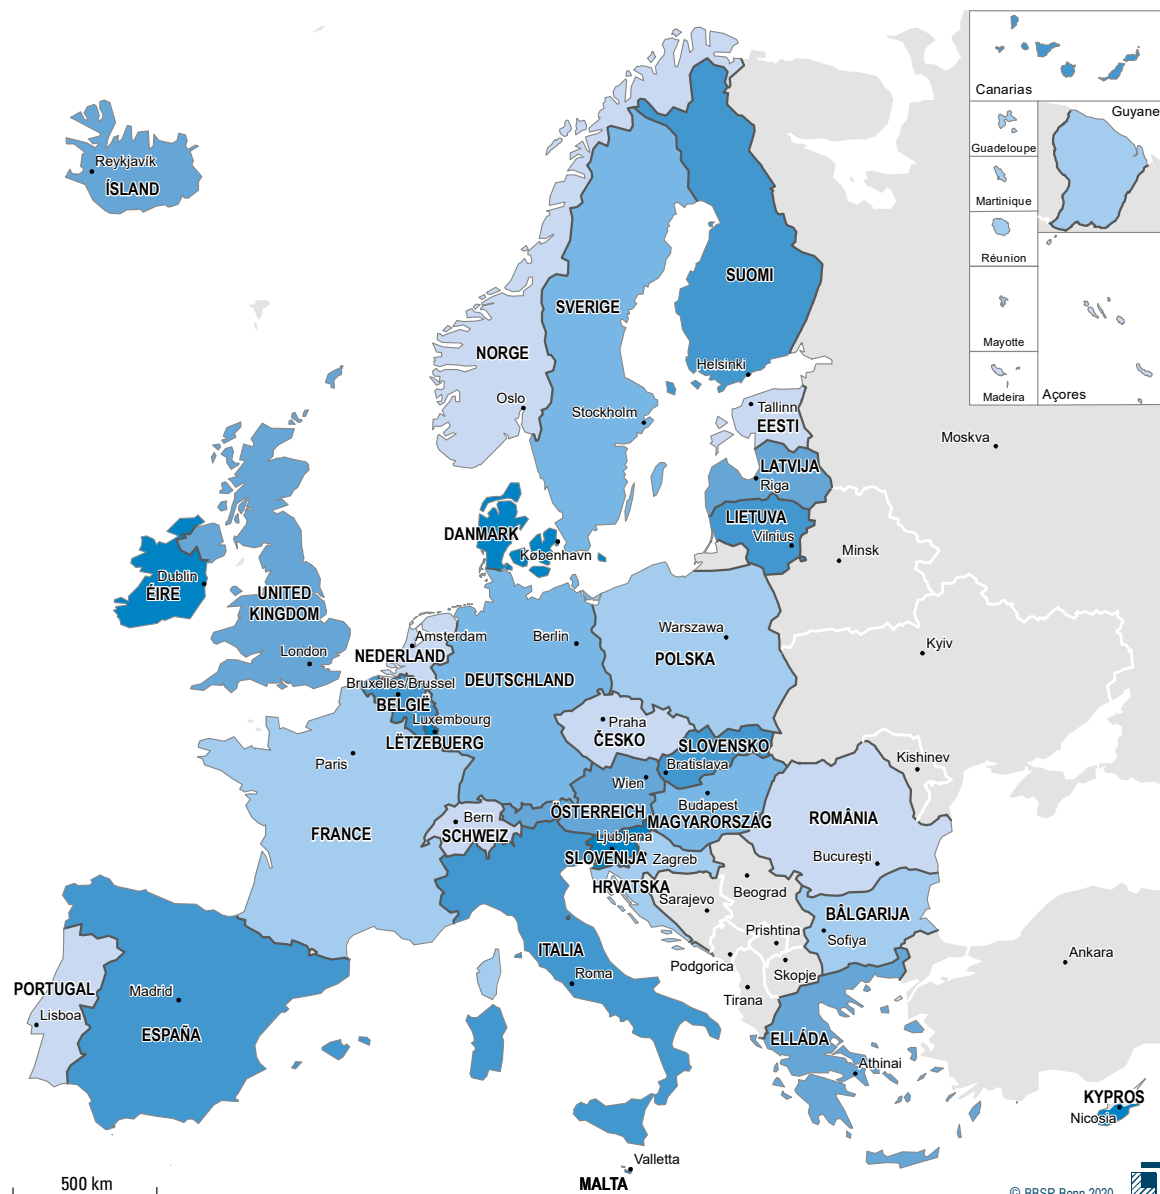 Canarias
Guyane
Guadeloupe
Martinique
Réunion
Mayotte
Madeira
Açores
Reykjavík
ÍSLAND
SUOMI
SVERIGE
NORGE
Helsinki
Oslo
Stockholm
Tallinn
EESTI
Moskva
LATVIJA
Riga
LIETUVA
Vilnius
DANMARK
København
Minsk
Dublin
ÉIRE
UNITED
KINGDOM
London
Amsterdam
NEDERLAND
Berlin
Warszawa
POLSKA
Kyiv
DEUTSCHLAND
Bruxelles/Brussel
BELGIË
Luxembourg
LËTZEBUERG
Praha
ČESKO
SLOVENSKO
Bratislava
Kishinev
Paris
Wien
ÖSTERREICH
Budapest
MAGYARORSZÁG
FRANCE
Bern
SCHWEIZ
ROMÂNIA
Bucureşti
Ljubljana
SLOVENIJA
Zagreb
HRVATSKA
Beograd
Sarajevo
BÂLGARIJA
Sofiya
Prishtina
Podgorica
Skopje
Tirana
ITALIA
Roma
Ankara
PORTUGAL
Lisboa
Madrid
ESPAÑA
ELLÁDA
Athinai
KYPROS
Nicosia
Valletta
MALTA
500 km
© BBSR Bonn 2020